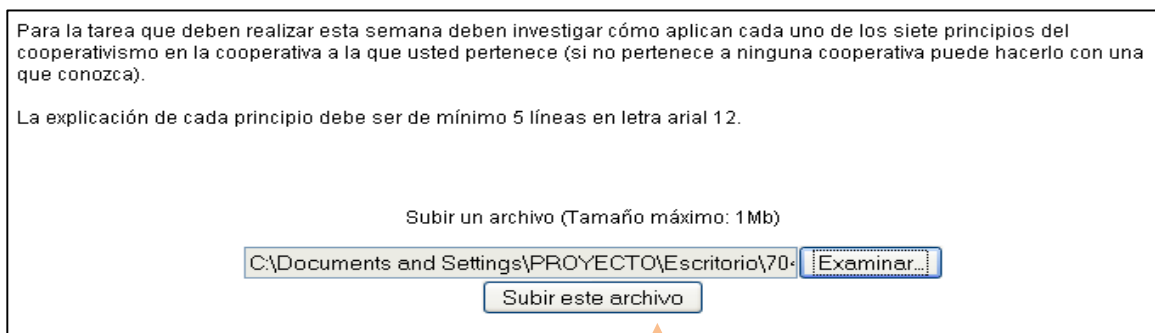 Para la tarea que deben realizar esta semana deben investigar cómo aplican cada uno de los siete principios del
cooperativismo en la cooperativa a la que usted pertenece (si no pertenece a ninguna cooperativa puede hacerlo con una
que conozca).
La explicación de cada principio debe ser de mínimo 5 líneas en letra arial 12.
Subir un archivo (Tamaño máximo: 1Mb)
C:\Documents and Settings\PROYECTO\Escritorio\70 Examinar...
Subir este archivo